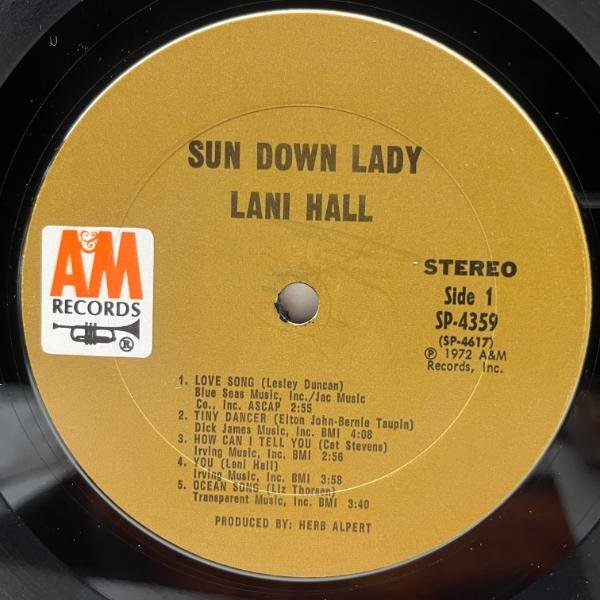 SUN DOWN LADY
LANI HALL
A&M
RECORDS
®
STEREO
Side 1
SP-4359
(SP-4617)
℗ 1972 A&M
Records, Inc.
1. LOVE SONG (Lesley Duncan)
Blue Seas Music, Inc./Jac Music
Co., Inc. ASCAP 2:55
2. TINY DANCER (Elton John-Bernie Taupin)
Dick James Music, Inc. BMI 4:08
3. HOW CAN I TELL YOU (Cat Stevens)
Irving Music, Inc. BMI 2:56
4. YOU (Lani Hall)
Irving Music, Inc. BMI 3:58
5. OCEAN SONG (Liz Thorsen)
Transparent Music, Inc. BMI 3:40
PRODUCED BY: HERB ALPERT